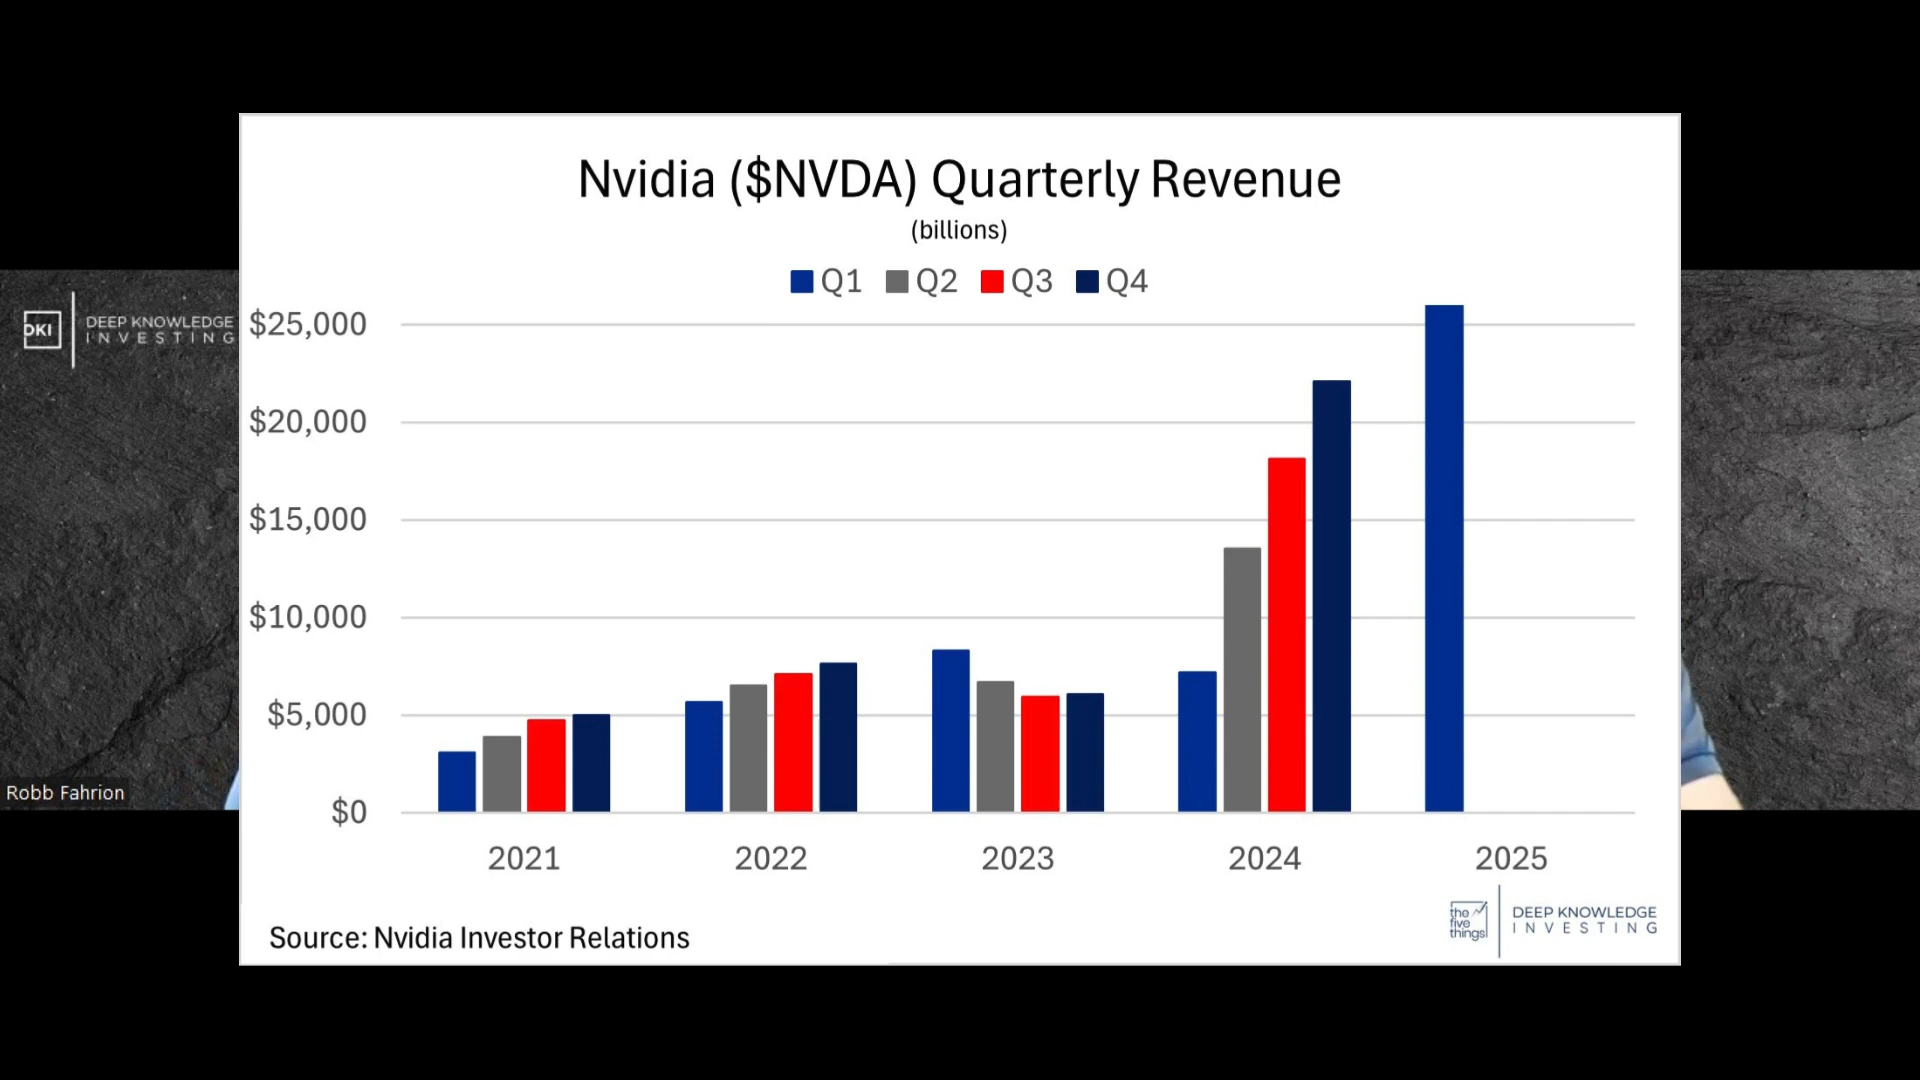 Nvidia ($NVDA) Quarterly Revenue
(billions)
Q1 Q2 Q3 Q4
$25,000
$20,000
$15,000
$10,000
$5,000
$0
2021 2022 2023 2024 2025
Source: Nvidia Investor Relations
the five things
DEEP KNOWLEDGE
INVESTING
DKI
DEEP KNOWLEDGE
INVESTING
Robb Fahrion